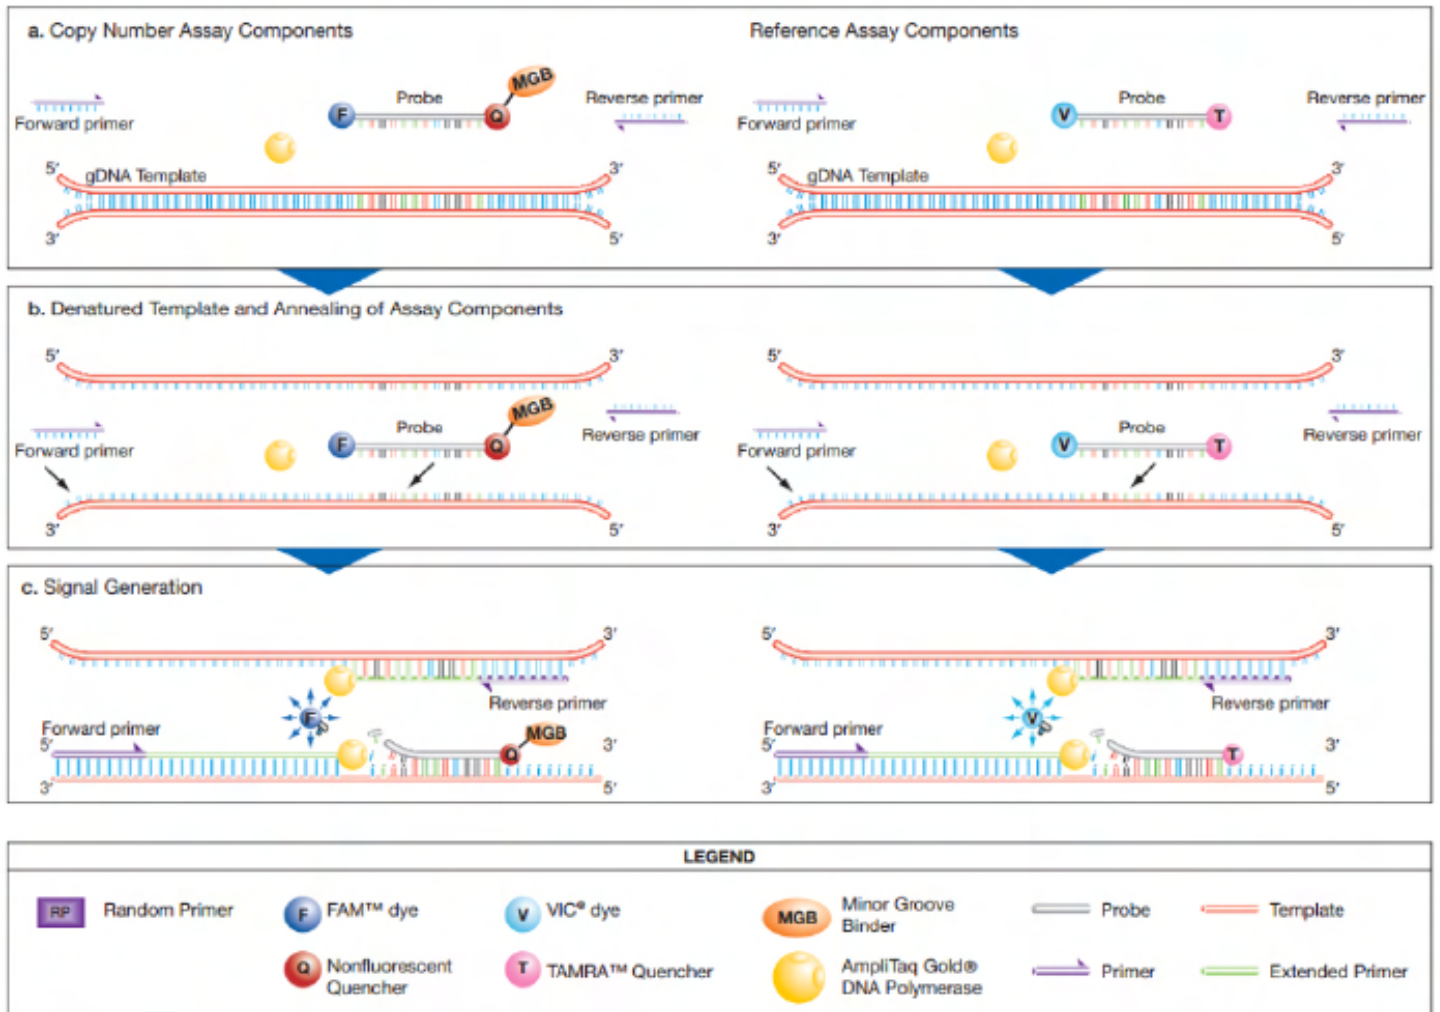 a. Copy Number Assay Components
Reference Assay Components
MGB
Probe
F
Q
Forward primer
Reverse primer
5′
gDNA Template
3′
3′
5′
Probe
V
T
Forward primer
Reverse primer
5′
gDNA Template
3′
3′
5′
b. Denatured Template and Annealing of Assay Components
5′
3′
MGB
Probe
F
Q
Forward primer
Reverse primer
3′
5′
5′
3′
Probe
V
T
Forward primer
Reverse primer
3′
5′
c. Signal Generation
5′
3′
Reverse primer
F
Forward primer
MGB
5′
Q
3′
3′
5′
5′
3′
Reverse primer
V
Forward primer
5′
T
3′
3′
5′
LEGEND
RP Random Primer
F FAM™ dye
V VIC® dye
MGB Minor Groove
Binder
Probe
Template
Q Nonfluorescent
Quencher
T TAMRA™ Quencher
AmpliTaq Gold®
DNA Polymerase
Primer
Extended Primer